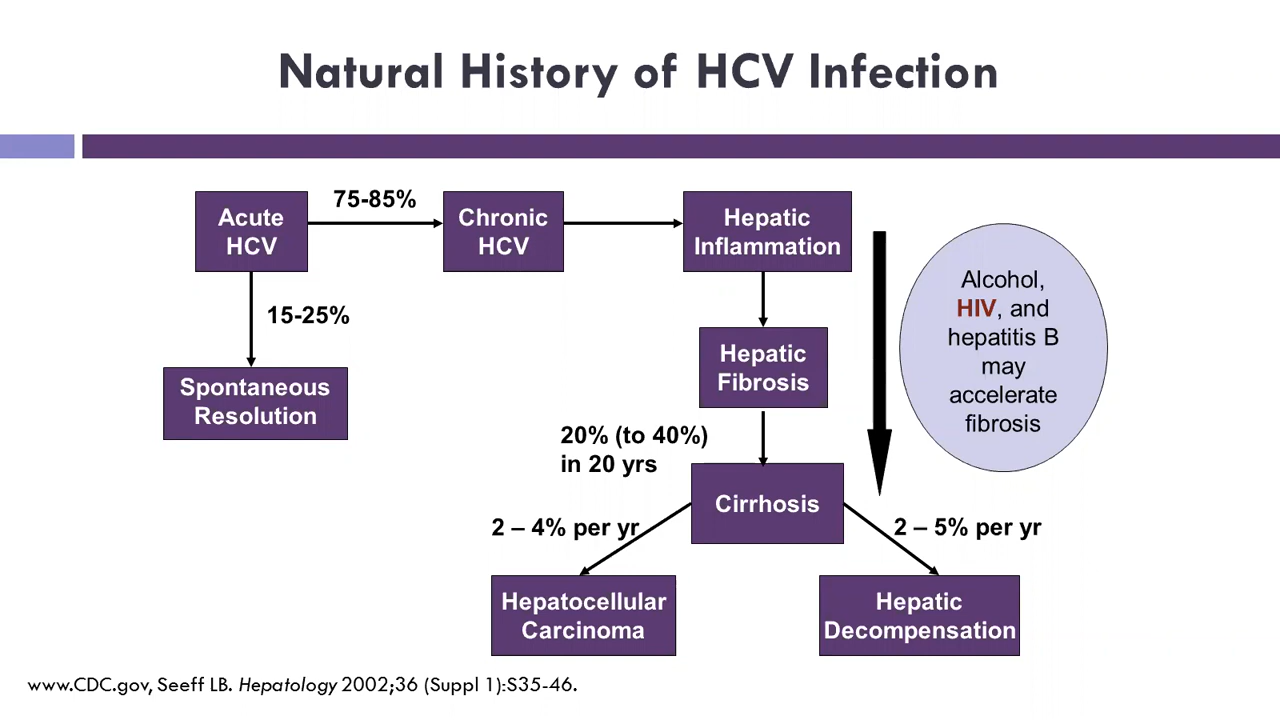 Natural History of HCV Infection
75-85%
Acute
HCV
Chronic
HCV
Hepatic
Inflammation
15-25%
Spontaneous
Resolution
Hepatic
Fibrosis
Alcohol,
HIV, and
hepatitis B
may
accelerate
fibrosis
20% (to 40%)
in 20 yrs
Cirrhosis
2 – 4% per yr
2 – 5% per yr
Hepatocellular
Carcinoma
Hepatic
Decompensation
www.CDC.gov, Seeff LB. Hepatology 2002;36 (Suppl 1):S35-46.